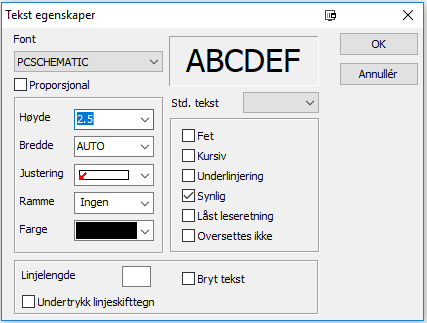 Tekst egenskaper
Font
PCSCHEMATIC
Proporsjonal
ABCDEF
OK
Annullér
Std. tekst
Høyde 2.5
Bredde AUTO
Justering
Ramme Ingen
Farge
Fet
Kursiv
Underlinjering
Synlig
Låst leseretning
Oversettes ikke
Linjelengde
Bryt tekst
Undertrykk linjeskifttegn